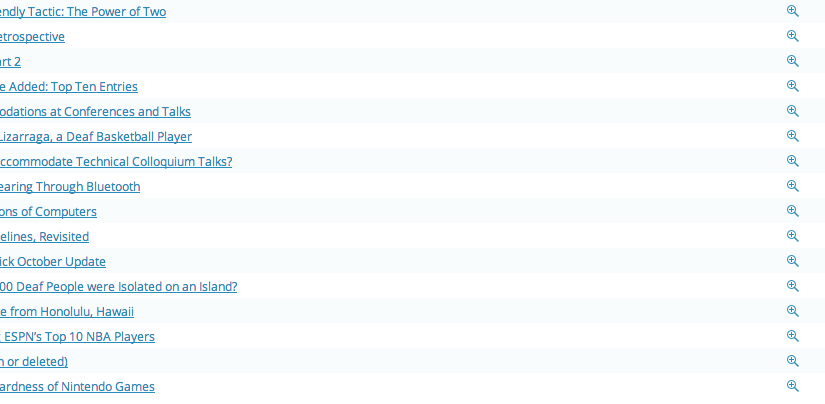 endly Tactic: The Power of Two
etrospective
art 2
e Added: Top Ten Entries
odations at Conferences and Talks
Lizarraga, a Deaf Basketball Player
ccommodate Technical Colloquium Talks?
earing Through Bluetooth
ons of Computers
elines, Revisited
ick October Update
00 Deaf People were Isolated on an Island?
e from Honolulu, Hawaii
g ESPN's Top 10 NBA Players
n or deleted)
ardness of Nintendo Games